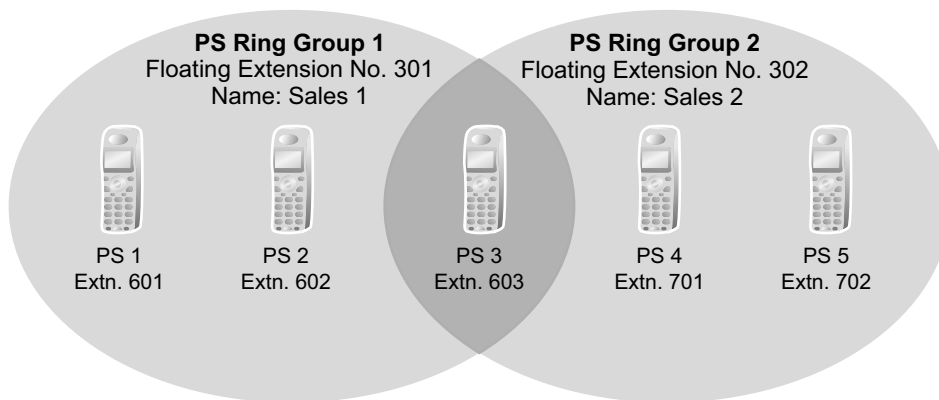 PS Ring Group 1
Floating Extension No. 301
Name: Sales 1
PS Ring Group 2
Floating Extension No. 302
Name: Sales 2
PS 1
Extn. 601
PS 2
Extn. 602
PS 3
Extn. 603
PS 4
Extn. 701
PS 5
Extn. 702